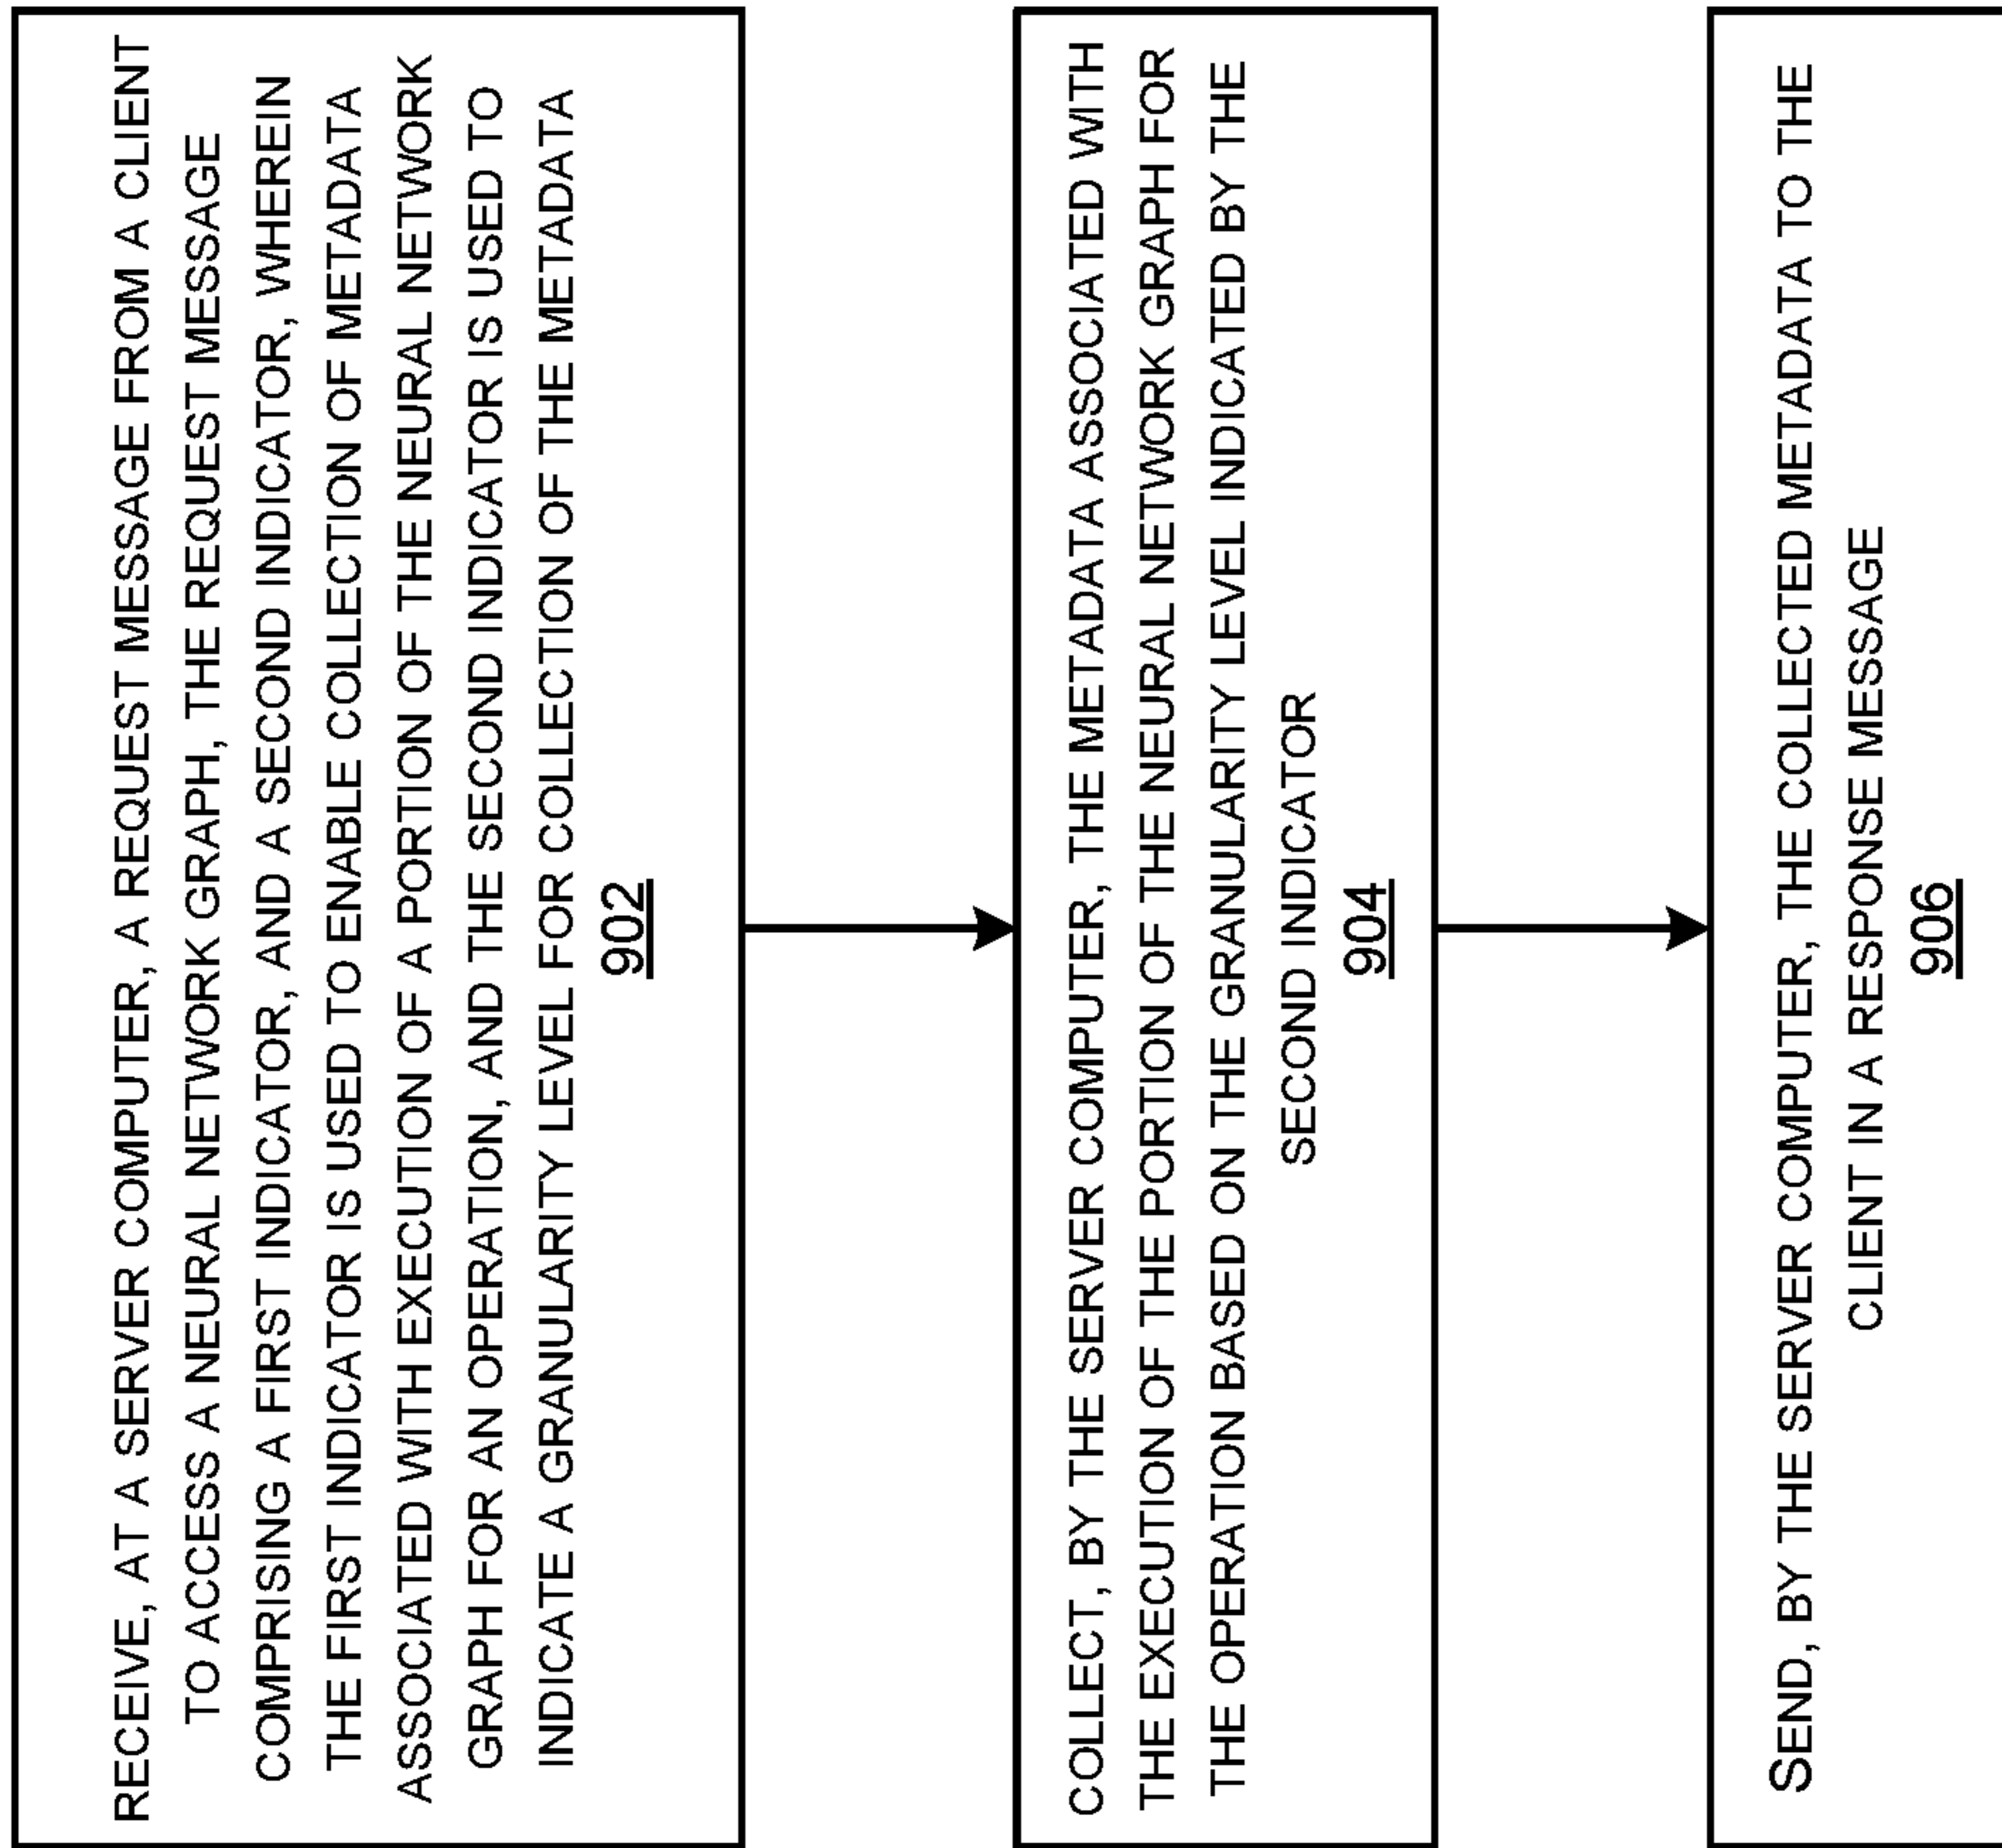 RECEIVE, AT A SERVER COMPUTER, A REQUEST MESSAGE FROM A CLIENT
TO ACCESS A NEURAL NETWORK GRAPH, THE REQUEST MESSAGE
COMPRISING A FIRST INDICATOR, AND A SECOND INDICATOR, WHEREIN
THE FIRST INDICATOR IS USED TO ENABLE COLLECTION OF METADATA
ASSOCIATED WITH EXECUTION OF A PORTION OF THE NEURAL NETWORK
GRAPH FOR AN OPERATION, AND THE SECOND INDICATOR IS USED TO
INDICATE A GRANULARITY LEVEL FOR COLLECTION OF THE METADATA
902
COLLECT, BY THE SERVER COMPUTER, THE METADATA ASSOCIATED WITH
THE EXECUTION OF THE PORTION OF THE NEURAL NETWORK GRAPH FOR
THE OPERATION BASED ON THE GRANULARITY LEVEL INDICATED BY THE
SECOND INDICATOR
904
SEND, BY THE SERVER COMPUTER, THE COLLECTED METADATA TO THE
CLIENT IN A RESPONSE MESSAGE
906